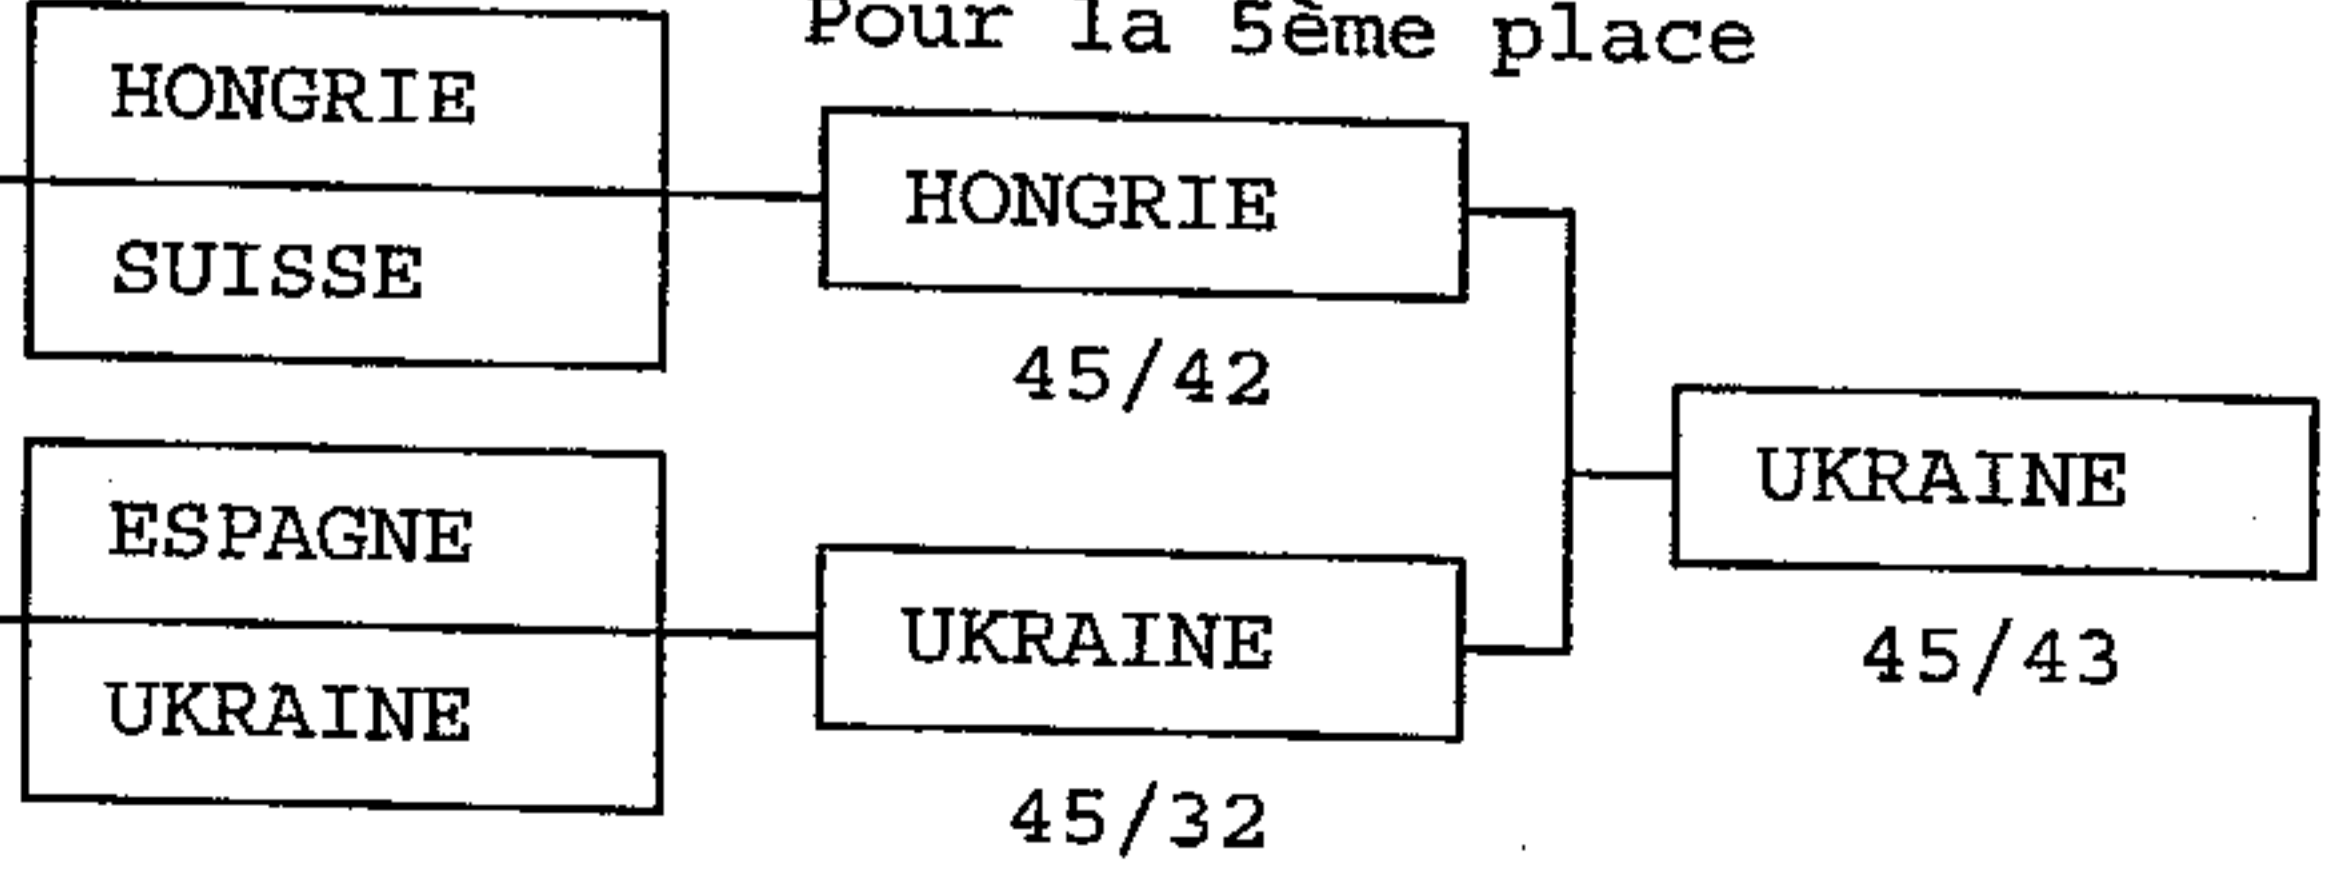 Pour la 5ème place
HONGRIE
SUISSE
HONGRIE
45/42
ESPAGNE
UKRAINE
UKRAINE
45/32
UKRAINE
45/43